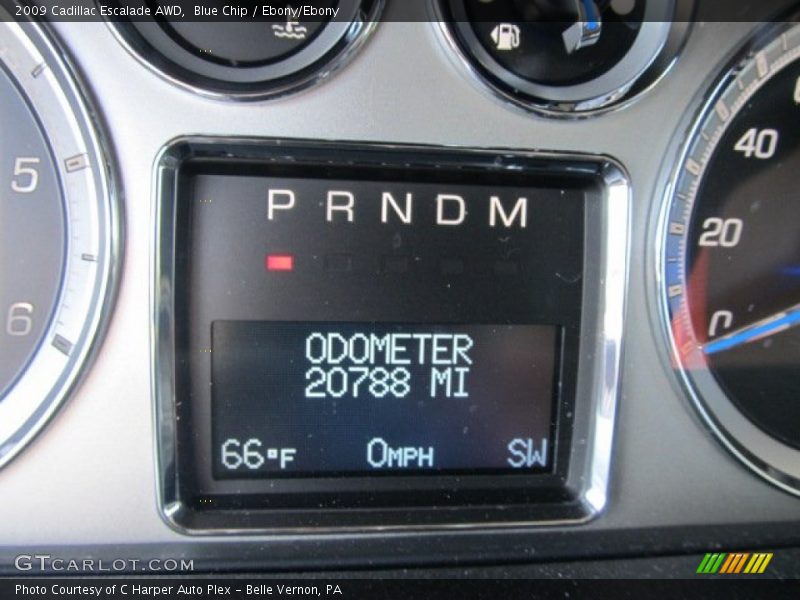 2009 Cadillac Escalade AWD, Blue Chip / Ebony/Ebony
5
6
P R N D M
40
20
0
ODOMETER
20788 MI
66°F 0MPH SW
GTCARLOT.COM
Photo Courtesy of C Harper Auto Plex - Belle Vernon, PA